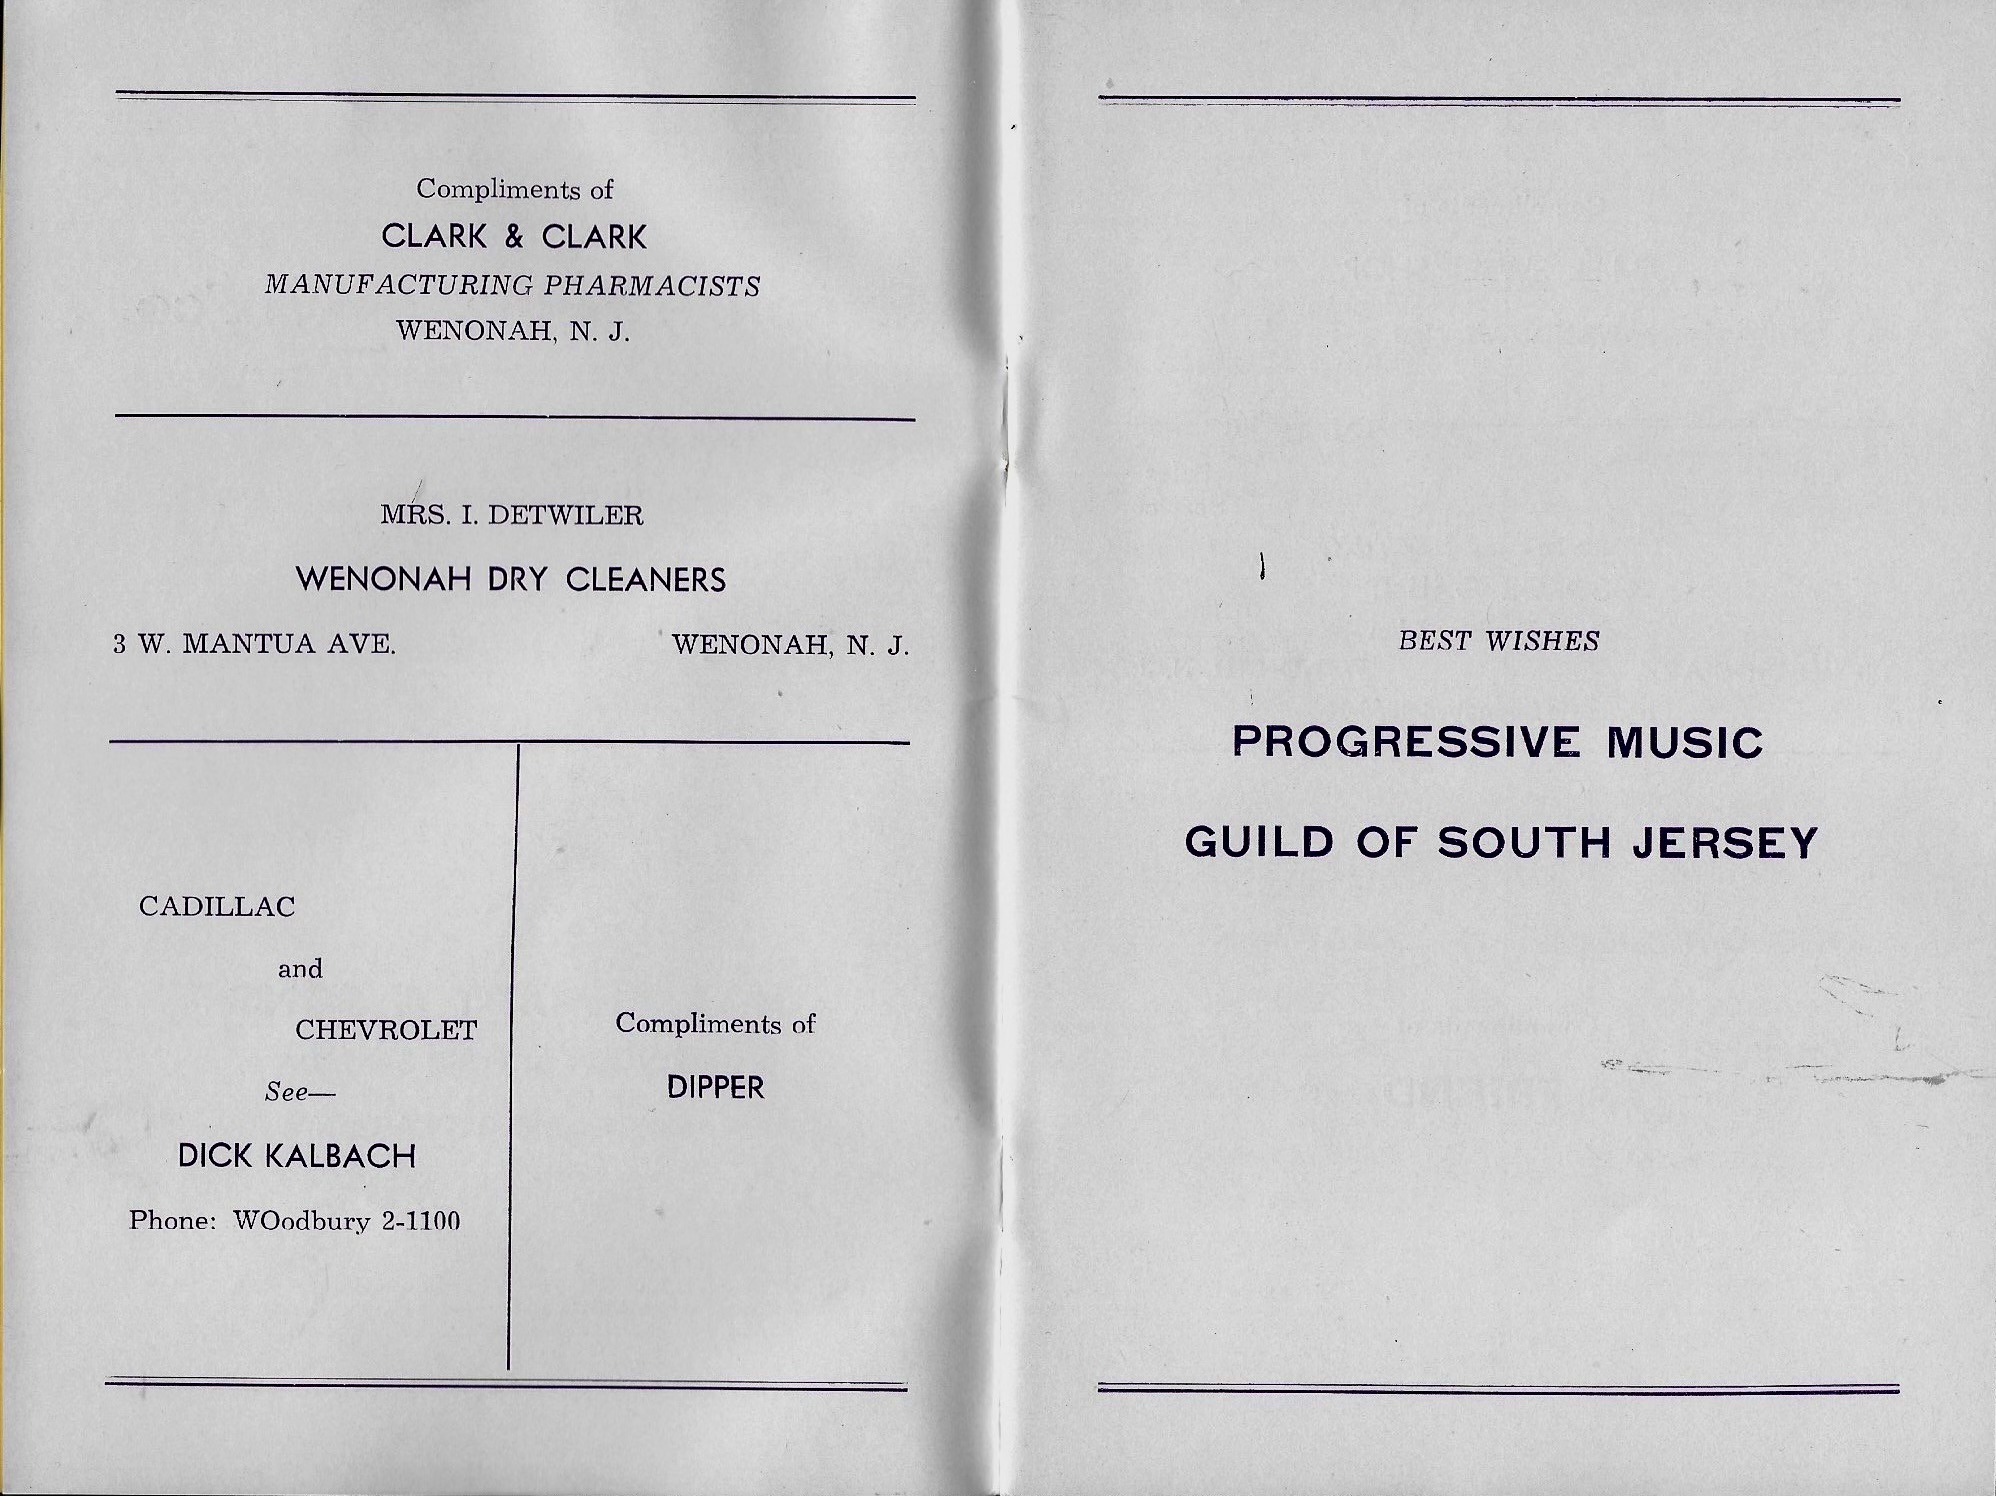 Compliments of
CLARK & CLARK
MANUFACTURING PHARMACISTS
WENONAH, N. J.
MRS. I. DETWILER
WENONAH DRY CLEANERS
3 W. MANTUA AVE. WENONAH, N. J.
CADILLAC
and
CHEVROLET
See—
DICK KALBACH
Phone: WOodbury 2-1100
Compliments of
DIPPER
BEST WISHES
PROGRESSIVE MUSIC
GUILD OF SOUTH JERSEY